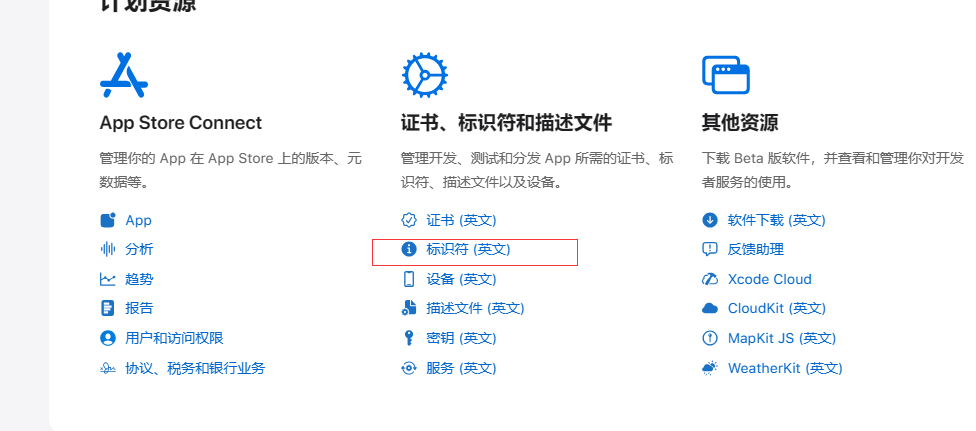 计划资源
App Store Connect
管理你的 App 在 App Store 上的版本、元
数据等。
App
分析
趋势
报告
用户和访问权限
协议、税务和银行业务
证书、标识符和描述文件
管理开发、测试和分发 App 所需的证书、标
识符、描述文件以及设备。
证书 (英文)
标识符 (英文)
设备 (英文)
描述文件 (英文)
密钥 (英文)
服务 (英文)
其他资源
下载 Beta 版软件，并查看和管理你对开发
者服务的使用。
软件下载 (英文)
反馈助理
Xcode Cloud
CloudKit (英文)
MapKit JS (英文)
WeatherKit (英文)